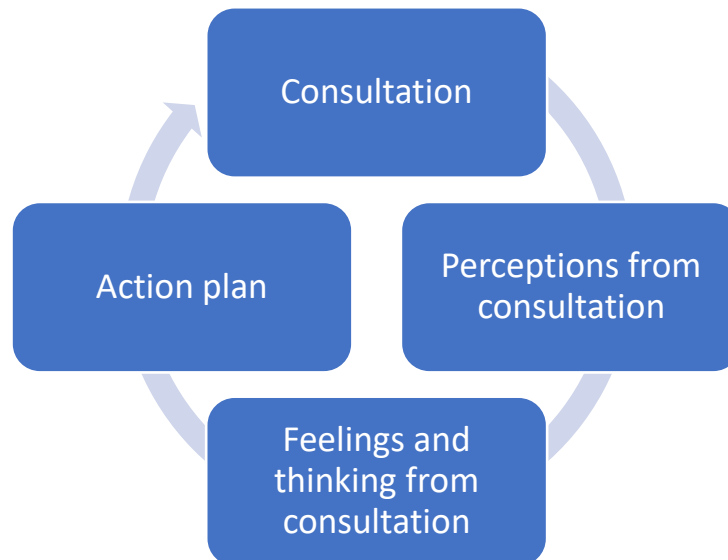 Consultation
Perceptions from
consultation
Feelings and
thinking from
consultation
Action plan